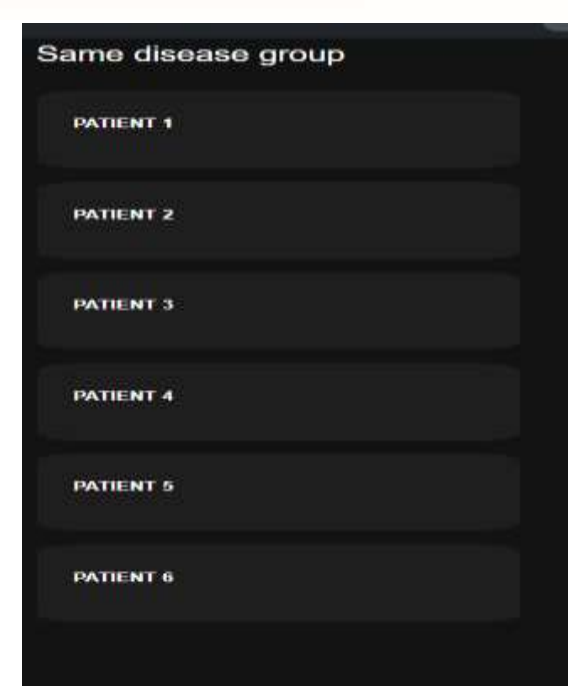 Same disease group
PATIENT 1
PATIENT 2
PATIENT 3
PATIENT 4
PATIENT 5
PATIENT 6